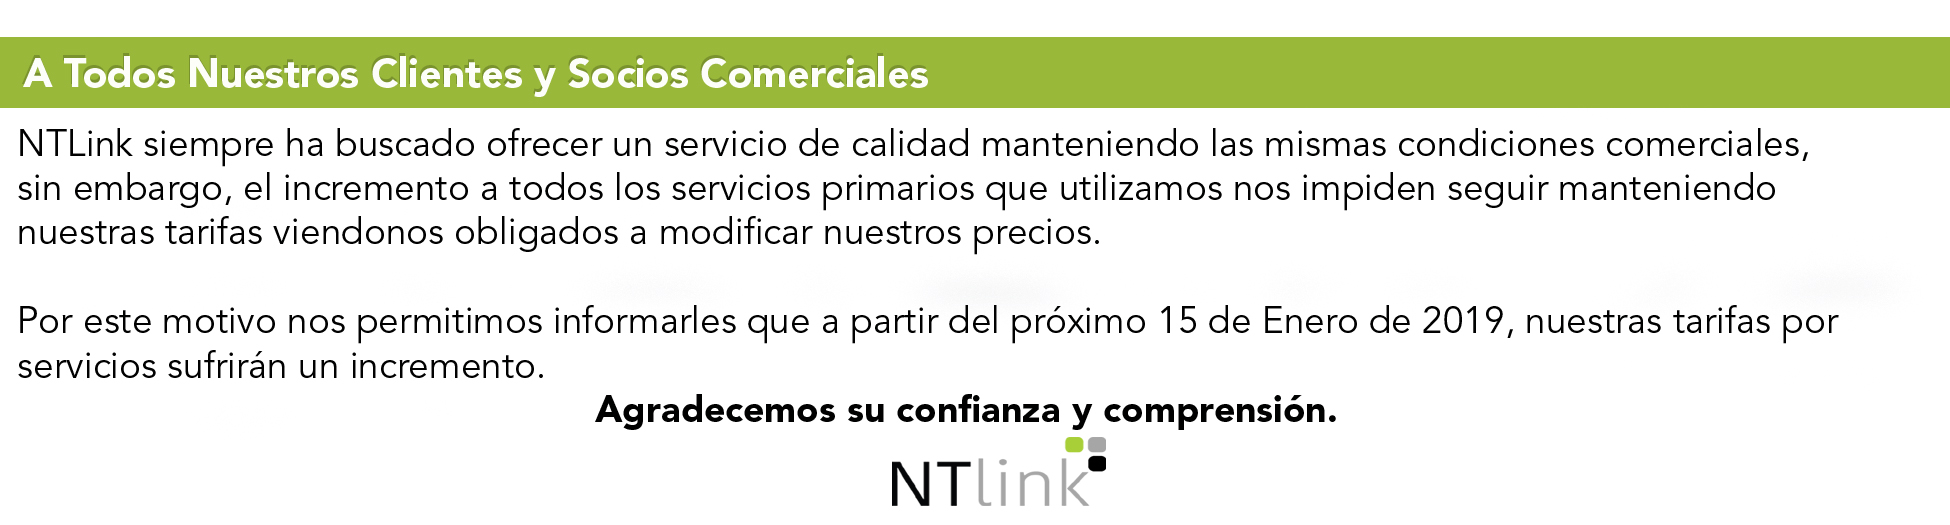 A Todos Nuestros Clientes y Socios Comerciales
NTLink siempre ha buscado ofrecer un servicio de calidad manteniendo las mismas condiciones comerciales,
sin embargo, el incremento a todos los servicios primarios que utilizamos nos impiden seguir manteniendo
nuestras tarifas viendonos obligados a modificar nuestros precios.
Por este motivo nos permitimos informarles que a partir del próximo 15 de Enero de 2019, nuestras tarifas por
servicios sufrirán un incremento.
Agradecemos su confianza y comprensión.
NTlink